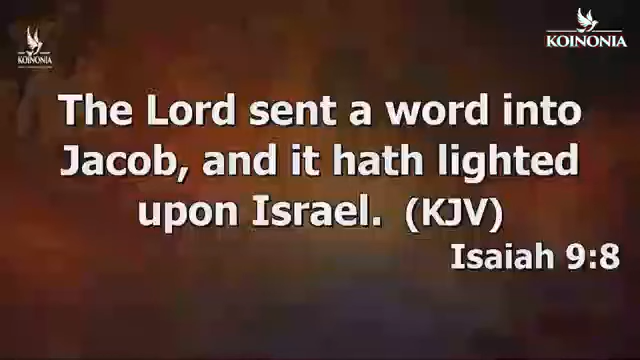 KOINONIA
KOINONIA
The Lord sent a word into
Jacob, and it hath lighted
upon Israel. (KJV)
Isaiah 9:8